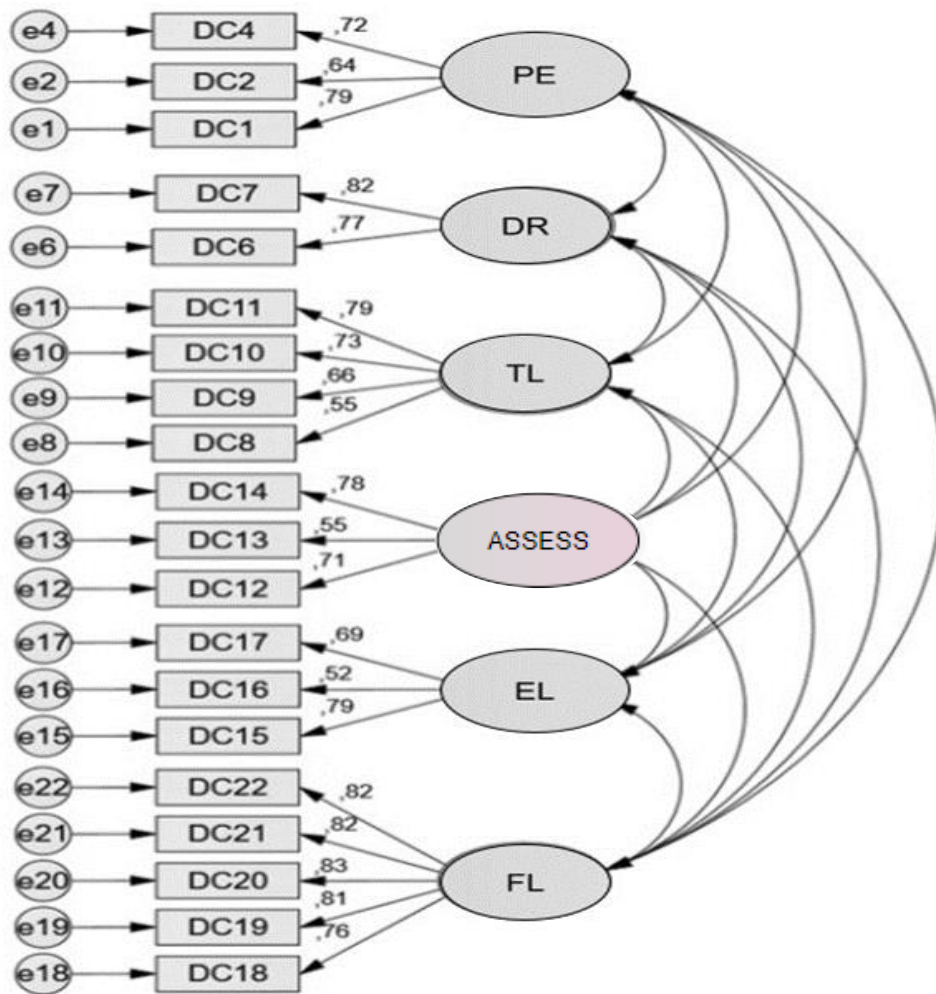 e4 DC4 ,72
e2 DC2 ,64 PE
e1 DC1 ,79
e7 DC7 ,82
DR
e6 DC6 ,77
e11 DC11 ,79
e10 DC10 ,73
TL
e9 DC9 ,66
e8 DC8 ,55
e14 DC14 ,78
e13 DC13 ,55 ASSESS
e12 DC12 ,71
e17 DC17 ,69
e16 DC16 ,52 EL
e15 DC15 ,79
e22 DC22 ,82
e21 DC21 ,82
e20 DC20 ,83 FL
e19 DC19 ,81
e18 DC18 ,76